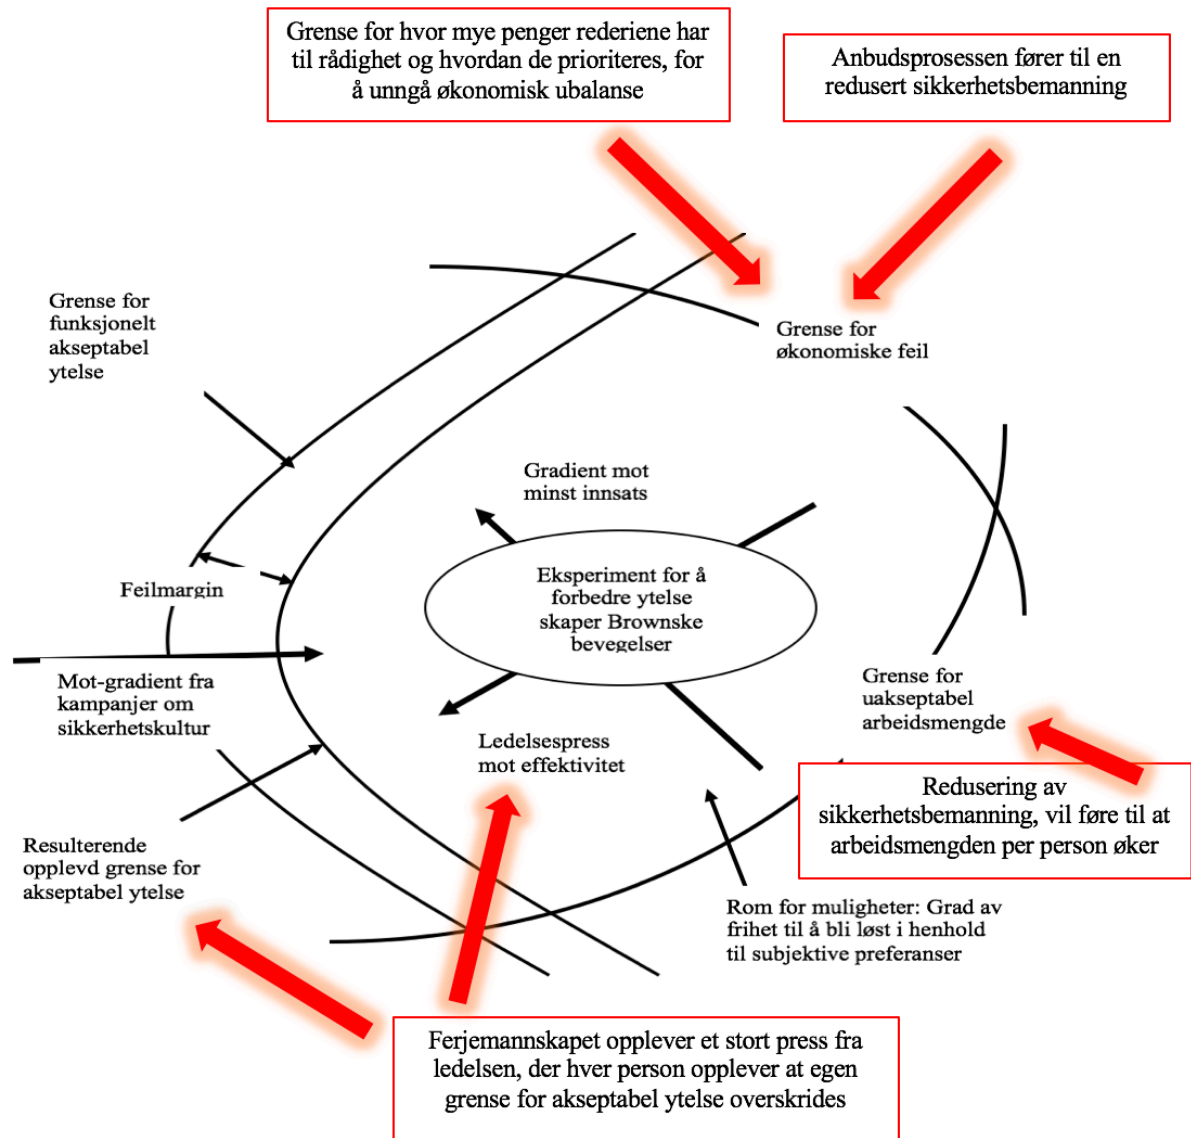 Grense for hvor mye penger rederiene har
til rådighet og hvordan de prioriteres, for
å unngå økonomisk ubalanse
Anbudsprosessen fører til en
redusert sikkerhetsbemanning
Grense for
funksjonelt
akseptabel
ytelse
Grense for
økonomiske feil
Gradient mot
minst innsats
Feilmargin
Eksperiment for å
forbedre ytelse
skaper Brownske
bevegelser
Mot-gradient fra
kampanjer om
sikkerhetskultur
Grense for
uakseptabel
arbeidsmengde
Ledelsespress
mot effektivitet
Redusering av
sikkerhetsbemanning, vil føre til at
arbeidsmengden per person øker
Resulterende
opplevd grense for
akseptabel ytelse
Rom for muligheter: Grad av
frihet til å bli løst i henhold
til subjektive preferanser
Ferjemannskapet opplever et stort press fra
ledelsen, der hver person opplever at egen
grense for akseptabel ytelse overskrides